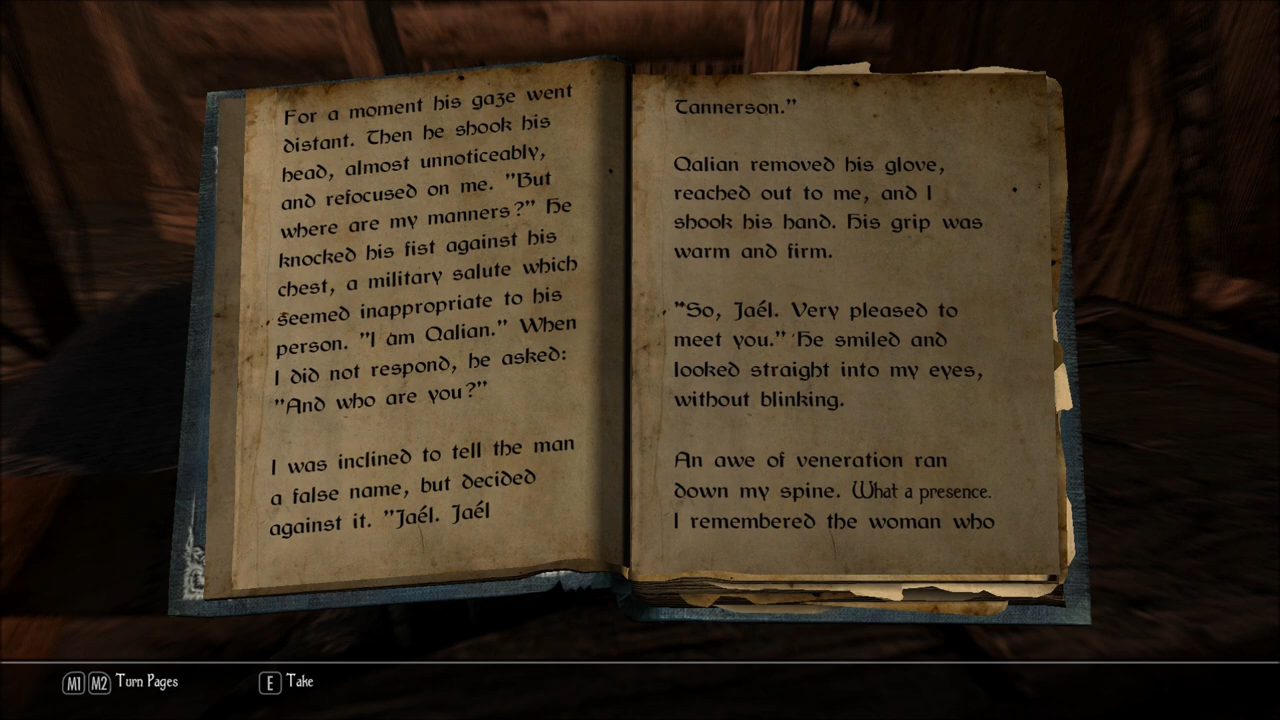 For a moment his gaze went
distant. Then he shook his
head, almost unnoticeably,
and refocused on me. "But
where are my manners?" He
knocked his fist against his
chest, a military salute which
seemed inappropriate to his
person. "I am Qalian." When
I did not respond, he asked:
"And who are you?"
I was inclined to tell the man
a false name, but decided
against it. "Jaél. Jaél
Tannerson."
Qalian removed his glove,
reached out to me, and I
shook his hand. His grip was
warm and firm.
"So, Jaél. Very pleased to
meet you." He smiled and
looked straight into my eyes,
without blinking.
An awe of veneration ran
down my spine. What a presence.
I remembered the woman who
M1 M2 Turn Pages
E Take